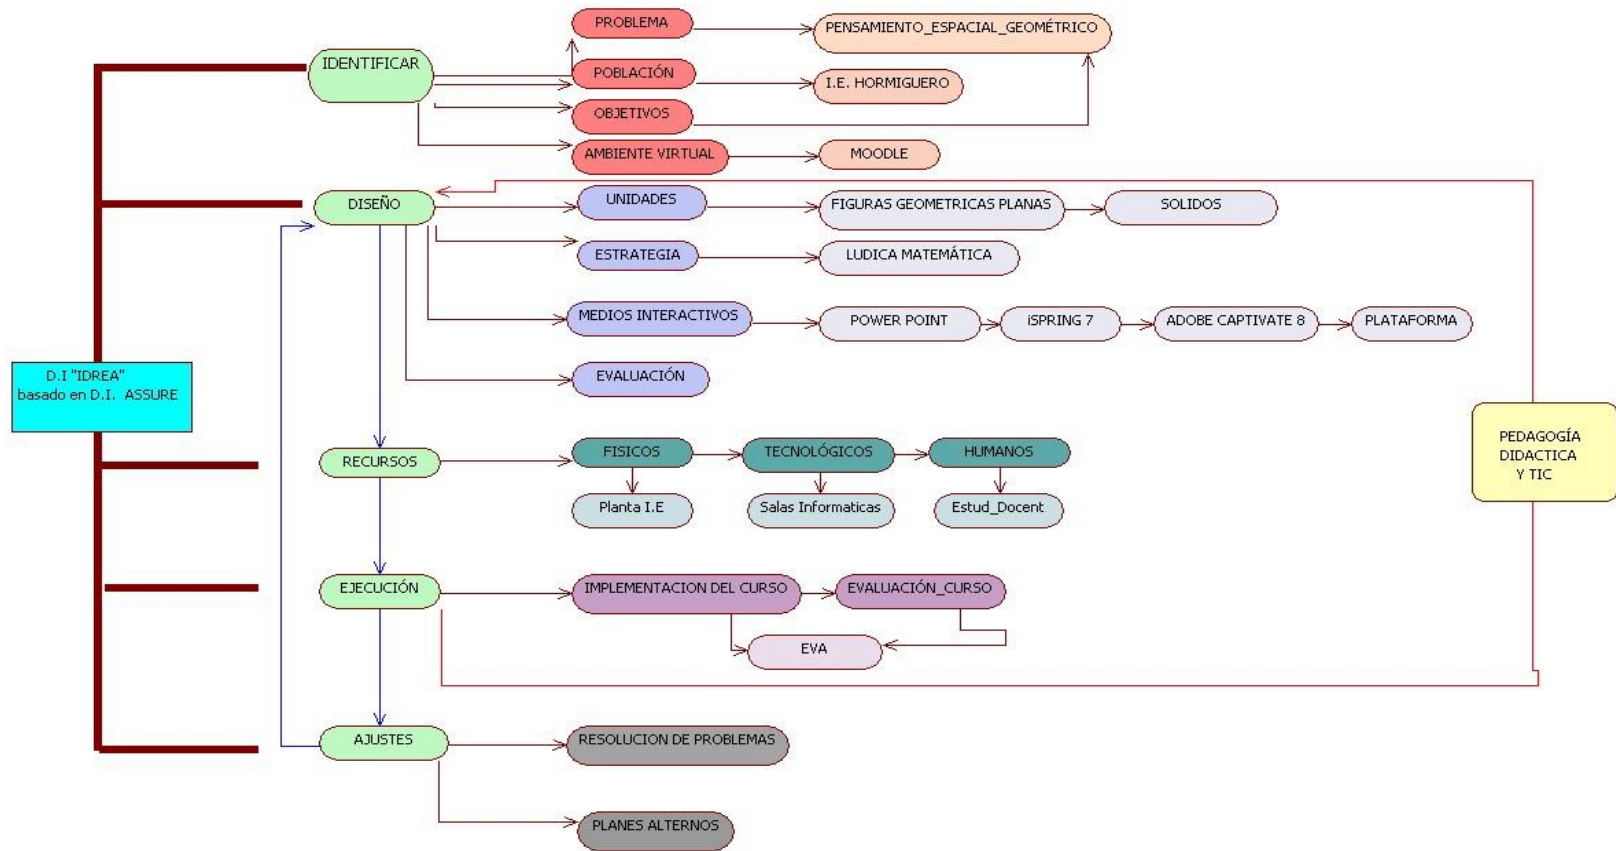 PROBLEMA
PENSAMIENTO_ESPACIAL_GEOMÉTRICO
IDENTIFICAR
POBLACIÓN
I.E. HORMIGUERO
OBJETIVOS
AMBIENTE VIRTUAL
MOODLE
DISEÑO
UNIDADES
FIGURAS GEOMETRICAS PLANAS
SOLIDOS
ESTRATEGIA
LUDICA MATEMÁTICA
MEDIOS INTERACTIVOS
POWER POINT
iSPRING 7
ADOBE CAPTIVATE 8
PLATAFORMA
EVALUACIÓN
D.I "IDREA"
basado en D.I. ASSURE
PEDAGOGÍA
DIDACTICA
Y TIC
RECURSOS
FISICOS
TECNOLÓGICOS
HUMANOS
Planta I.E
Salas Informaticas
Estud_Docent
EJECUCIÓN
IMPLEMENTACION DEL CURSO
EVALUACIÓN_CURSO
EVA
AJUSTES
RESOLUCION DE PROBLEMAS
PLANES ALTERNOS